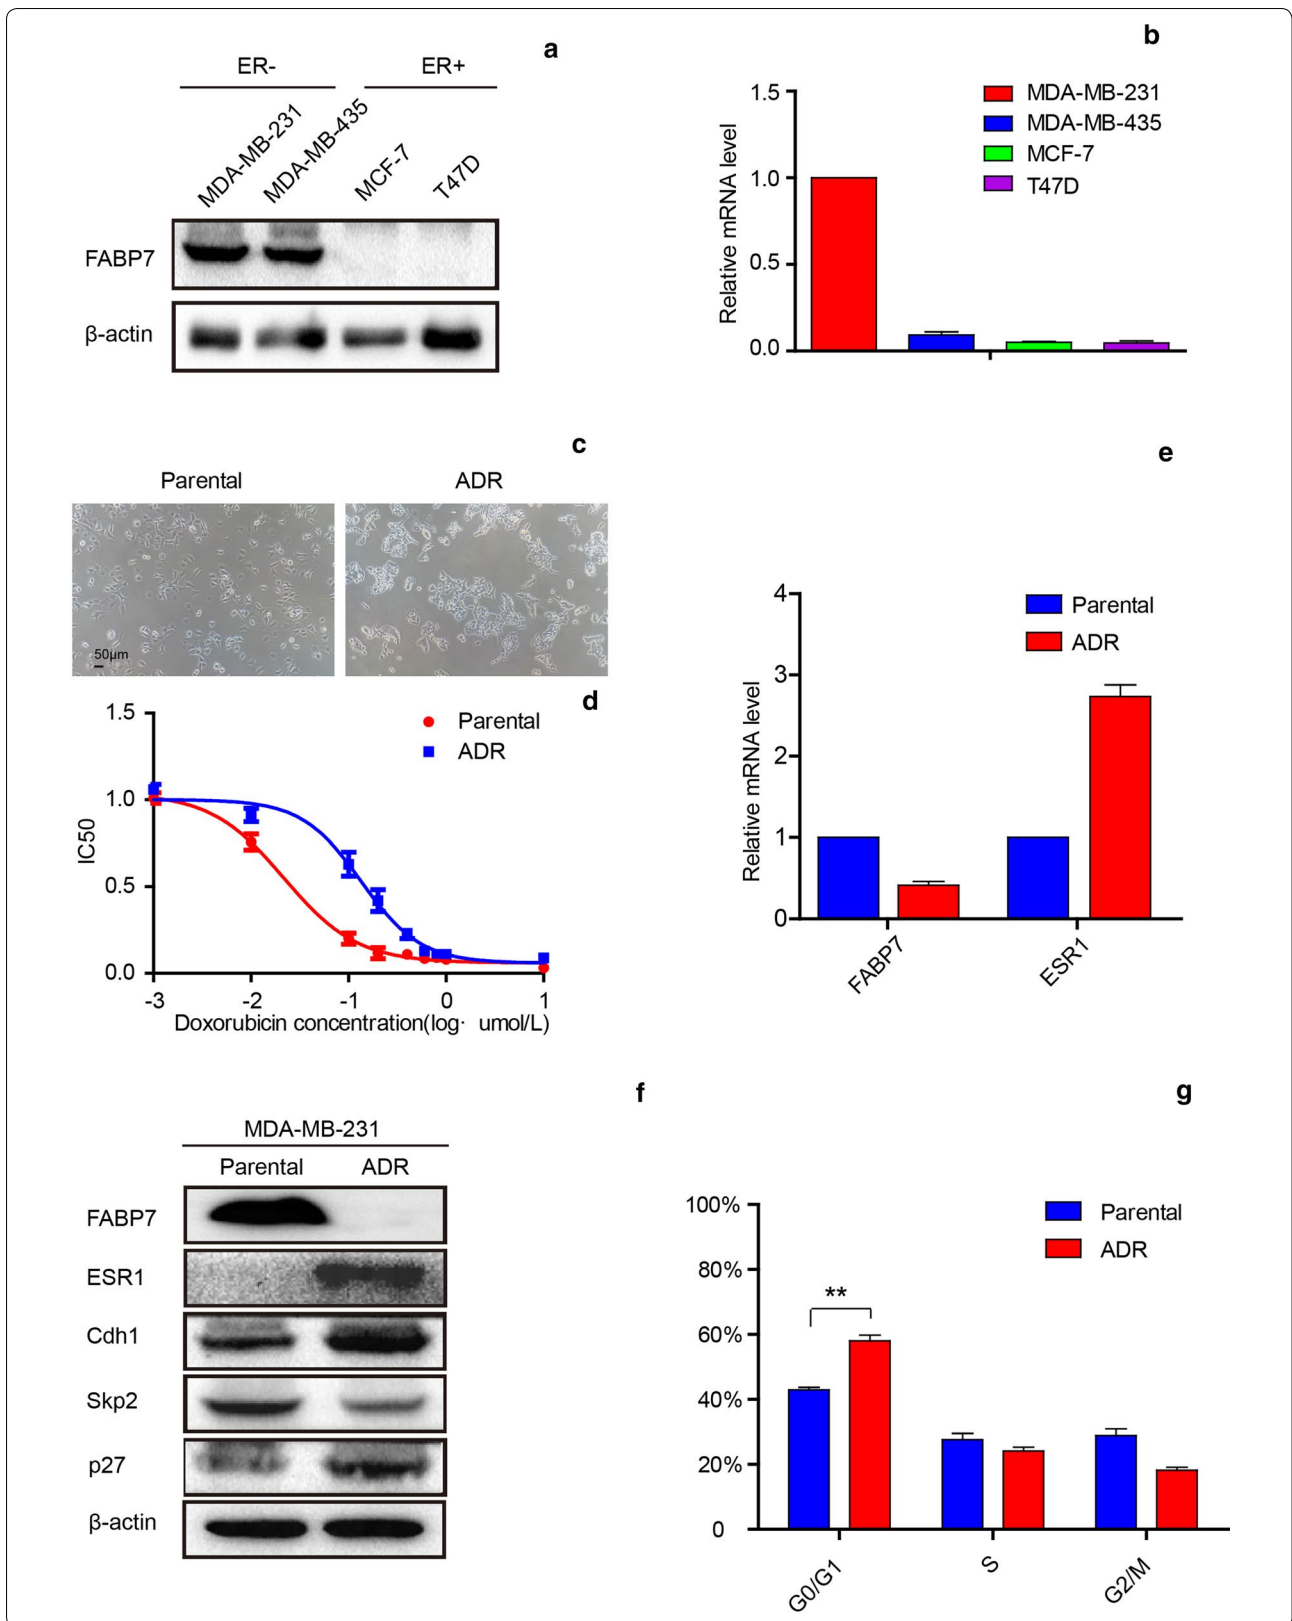 a
ER- ER+
MDA-MB-231
MDA-MB-435
MCF-7
T47D
FABP7
β-actin
b
1.5
1.0
0.5
0.0
Relative mRNA level
MDA-MB-231
MDA-MB-435
MCF-7
T47D
c
Parental ADR
50μm
d
1.5
1.0
0.5
0.0
IC50
Parental
ADR
-3 -2 -1 0 1
Doxorubicin concentration(log· umol/L)
e
4
3
2
1
0
Relative mRNA level
Parental
ADR
FABP7
ESR1
f
MDA-MB-231
Parental ADR
FABP7
ESR1
Cdh1
Skp2
p27
β-actin
g
100%
80%
60%
40%
20%
0
Parental
ADR
**
G0/G1
S
G2/M